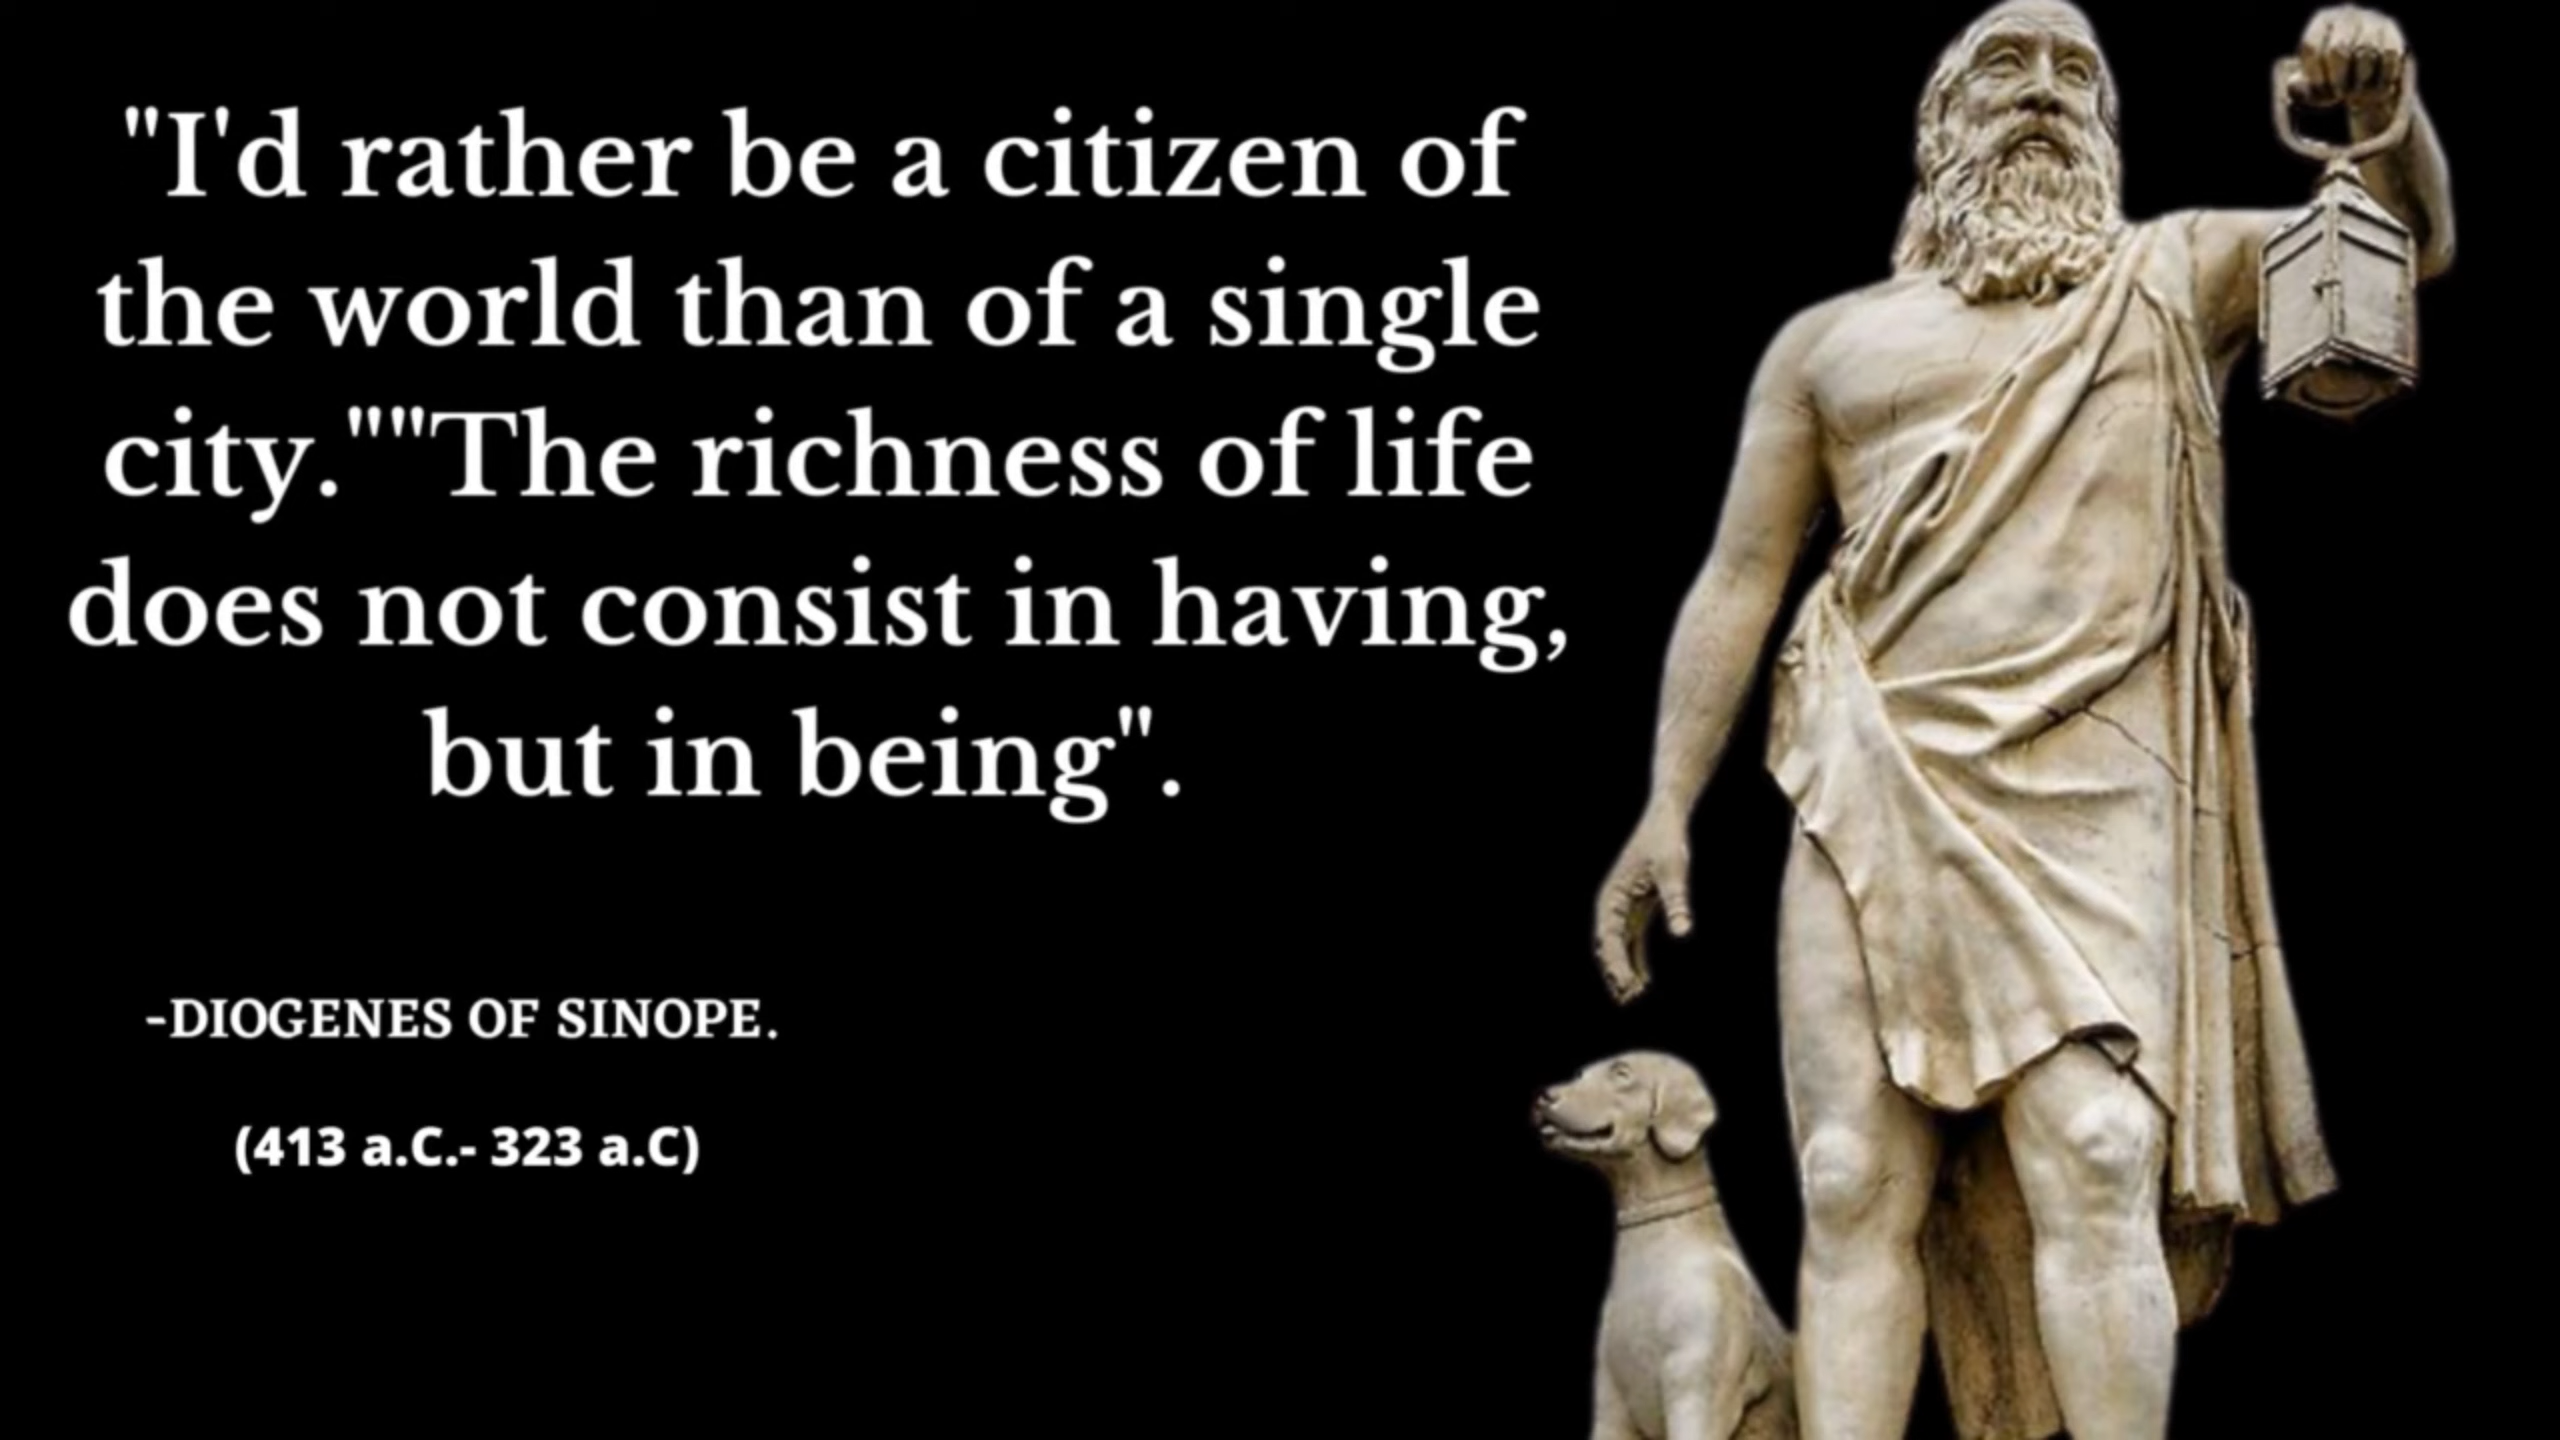 "I'd rather be a citizen of
the world than of a single
city.""The richness of life
does not consist in having,
but in being".
-DIOGENES OF SINOPE.
(413 a.C.- 323 a.C)